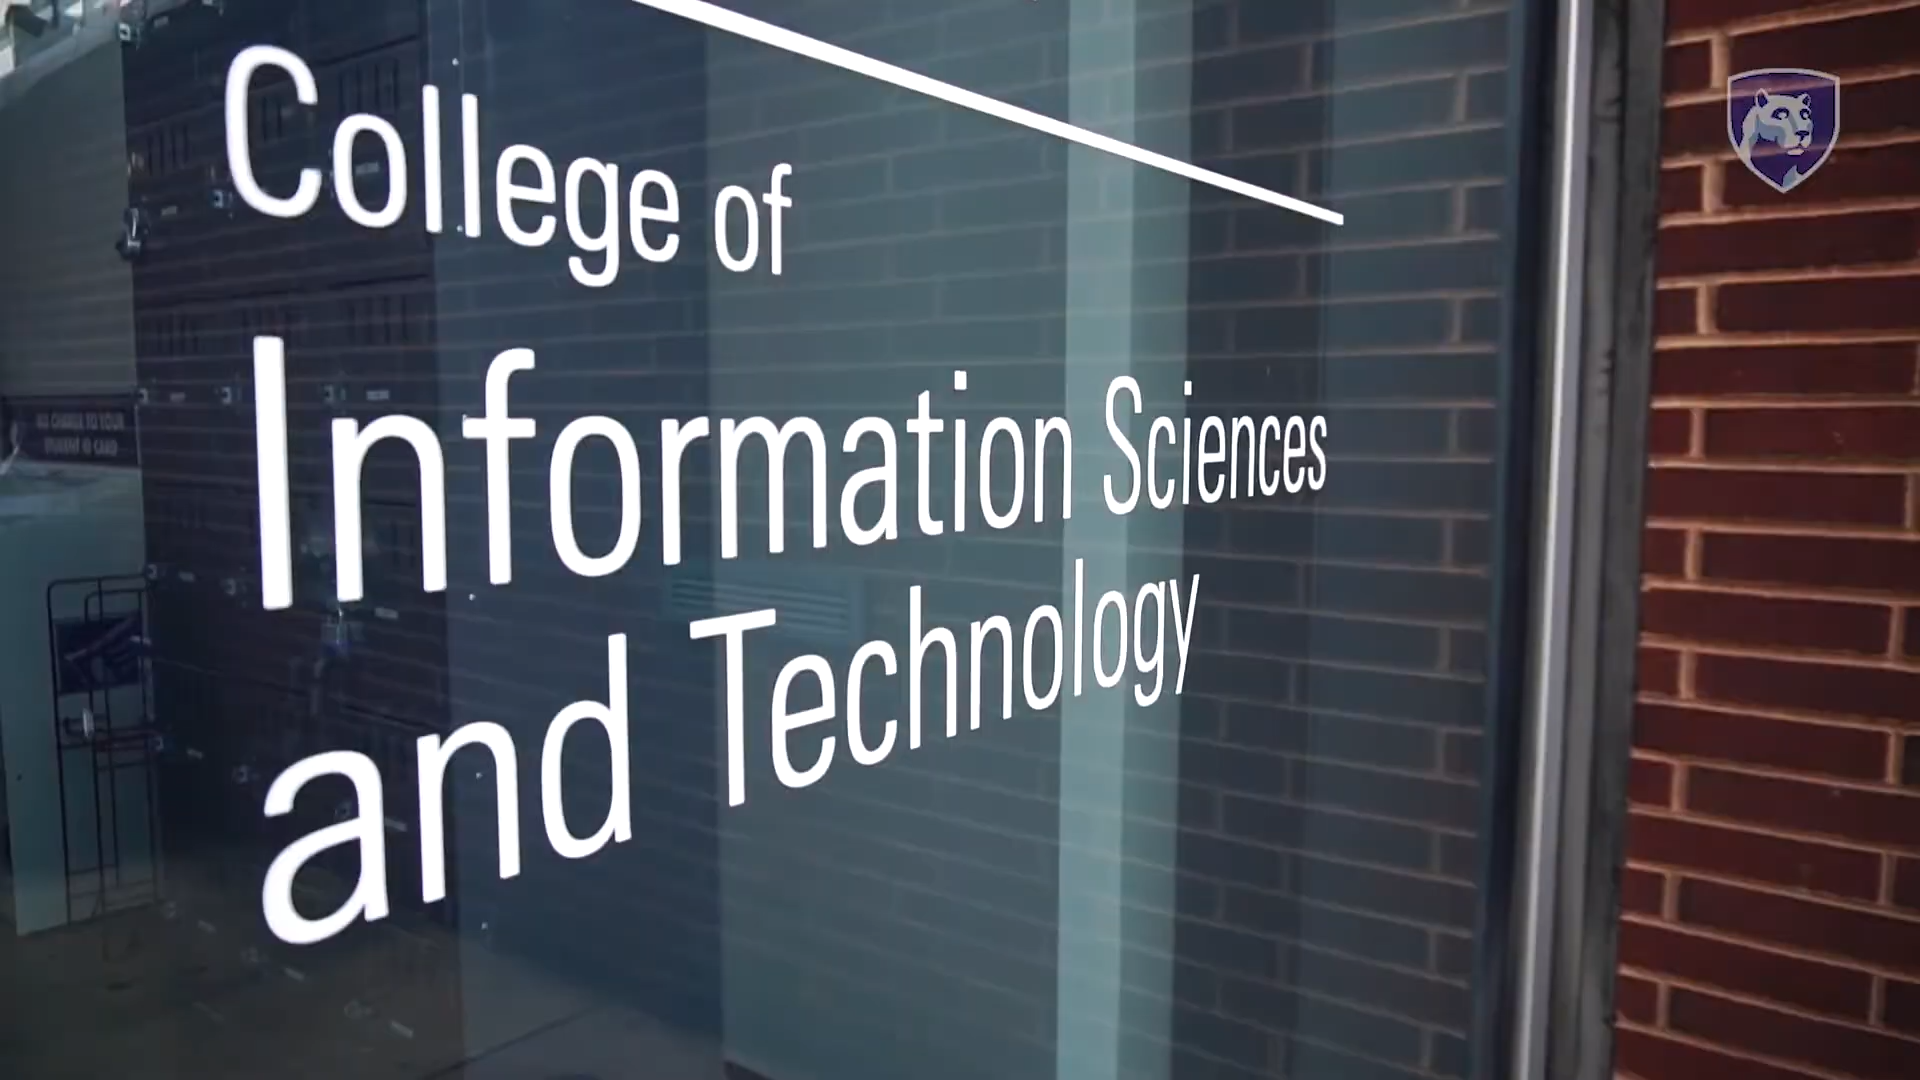 College of
Information Sciences
and Technology